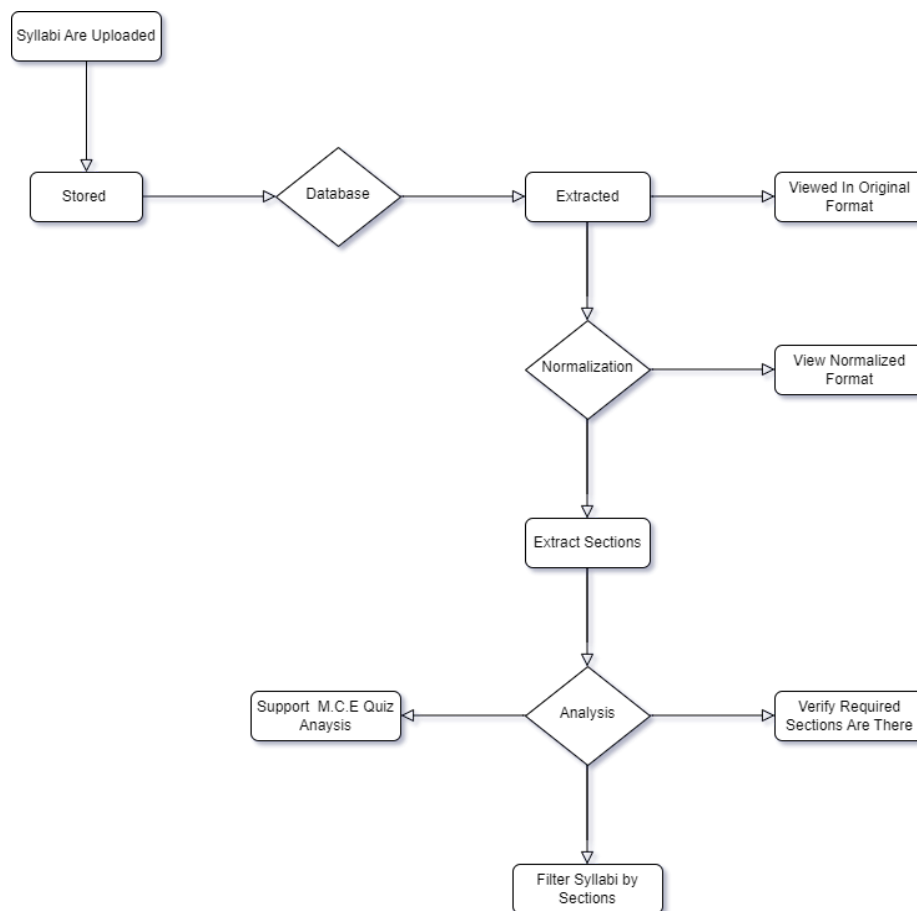 Syllabi Are Uploaded
Stored
Database
Extracted
Viewed In Original
Format
Normalization
View Normalized
Format
Extract Sections
Support M.C.E Quiz
Anaysis
Analysis
Verify Required
Sections Are There
Filter Syllabi by
Sections